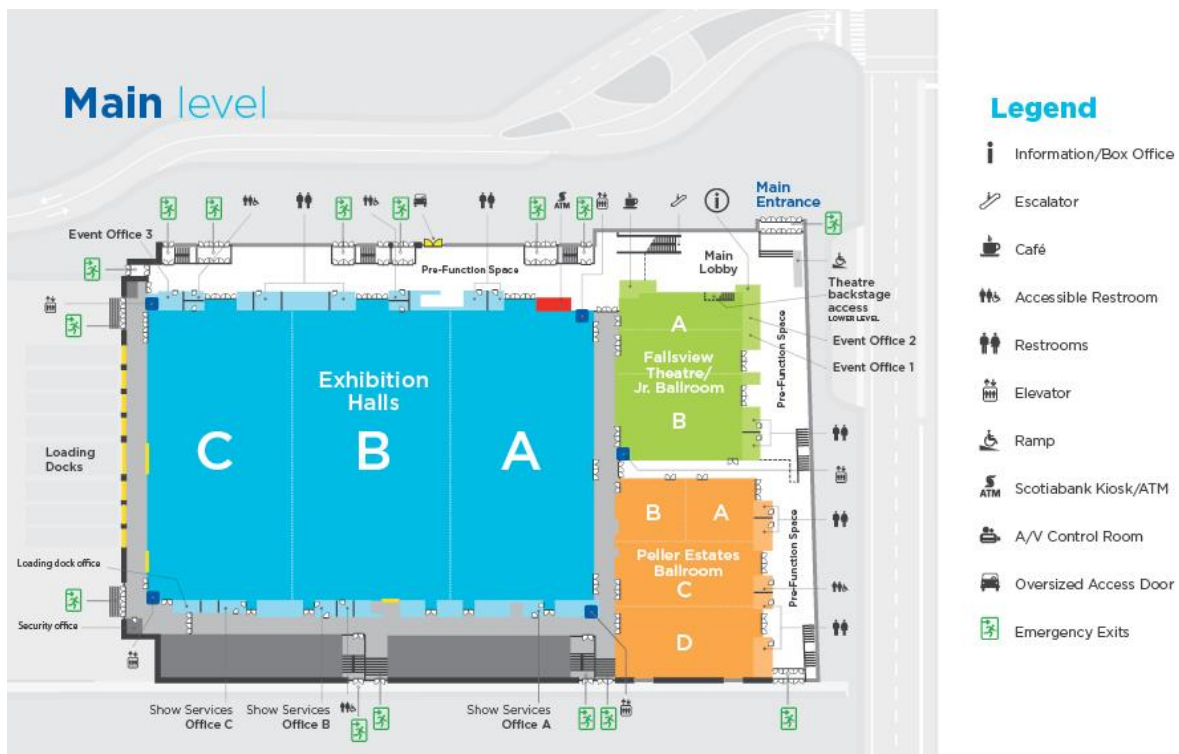 Main level
Legend
Information/Box Office
Escalator
Café
Accessible Restroom
Restrooms
Elevator
Ramp
Scotiabank Kiosk/ATM
ATM
A/V Control Room
Oversized Access Door
Emergency Exits
Main
Entrance
ATM
i
Event Office 3
Pre-Function Space
Main
Lobby
Theatre
backstage
access
LOWER LEVEL
Event Office 2
Event Office 1
A
Fallsview
Theatre/
Jr. Ballroom
B
Pre-Function Space
Exhibition
Halls
C
B
A
Loading
Docks
B
A
Peller Estates
Ballroom
C
D
Pre-Function Space
Loading dock office
Security office
Show Services
Office C
Show Services
Office B
Show Services
Office A